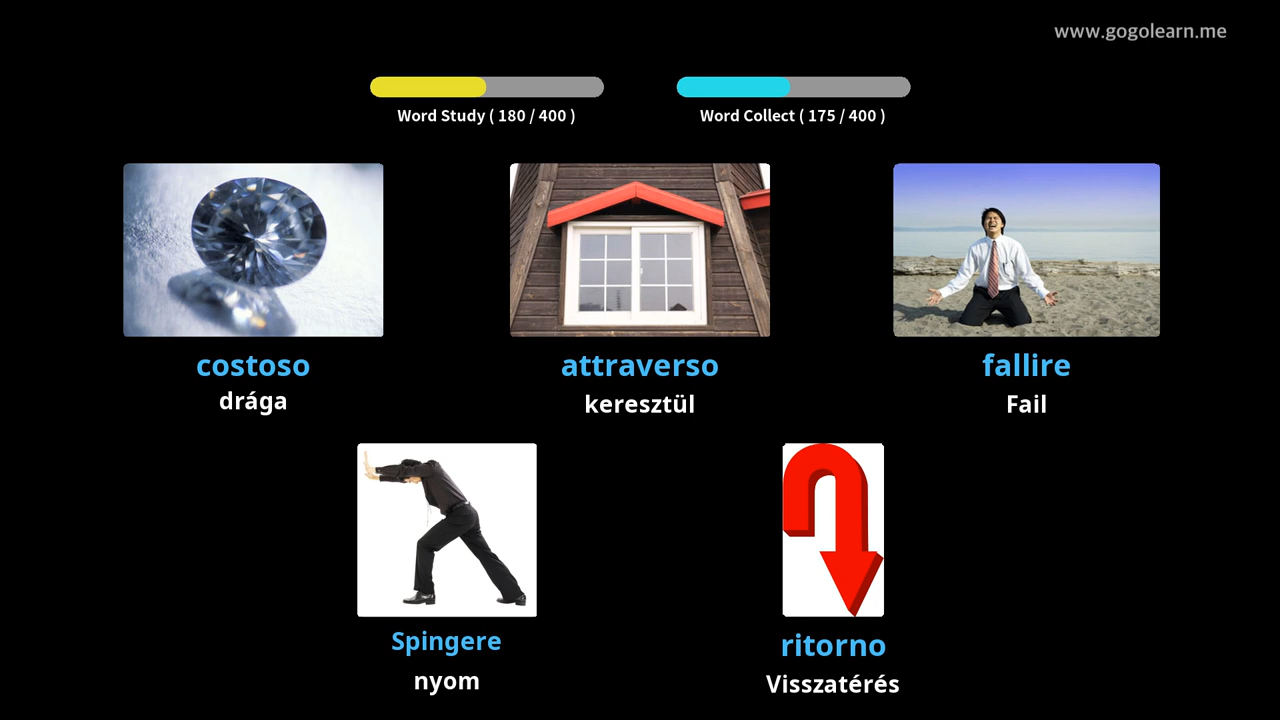 www.gogolearn.me
Word Study ( 180 / 400 )
Word Collect ( 175 / 400 )
costoso
drága
attraverso
keresztül
fallire
Fail
Spingere
nyom
ritorno
Visszatérés